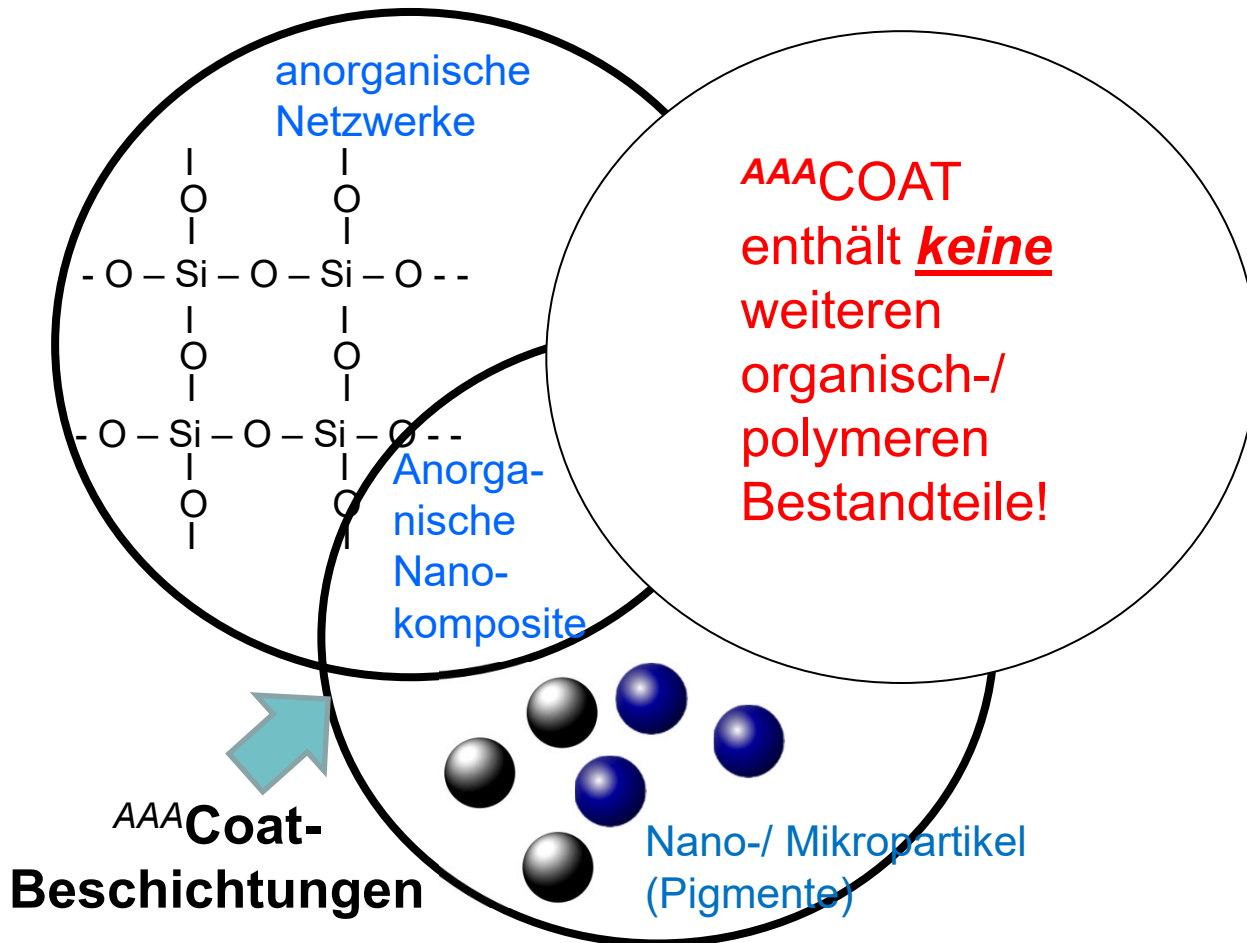 anorganische
Netzwerke
I I
O O
I I
- O – Si – O – Si – O - -
I I
O O
I I
- O – Si – O – Si – O - -
I I
O O
I I
Anorga-
nische
Nano-
komposite
AAACOAT
enthält keine
weiteren
organisch-/
polymeren
Bestandteile!
AAACoat-
Beschichtungen
Nano-/ Mikropartikel
(Pigmente)